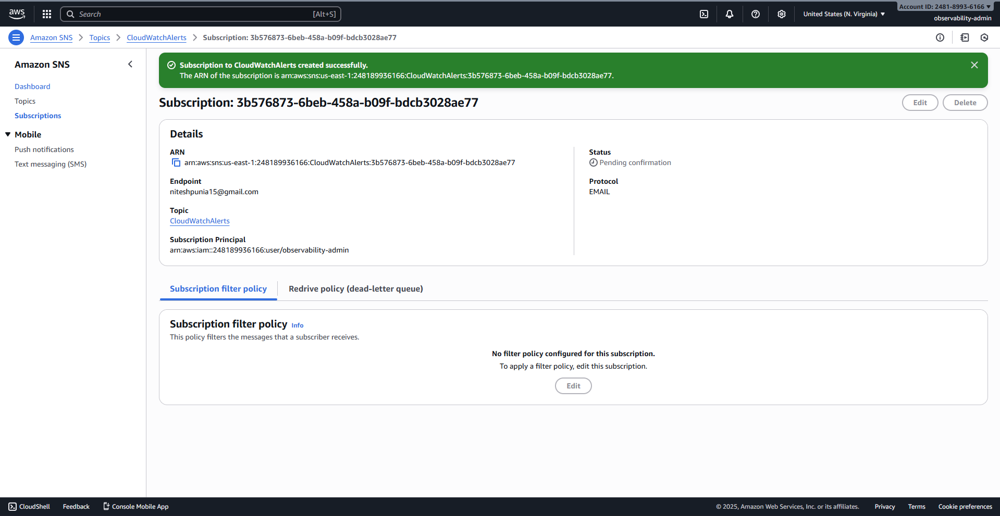 aws
Search [Alt+S]
United States (N. Virginia)
Account ID: 2481-8993-6166
observability-admin
Amazon SNS
Topics
CloudWatchAlerts
Subscription: 3b576873-6beb-458a-b09f-bdcb3028ae77
Amazon SNS
Dashboard
Topics
Subscriptions
Mobile
Push notifications
Text messaging (SMS)
Subscription to CloudWatchAlerts created successfully.
The ARN of the subscription is arn:aws:sns:us-east-1:248189936166:CloudWatchAlerts:3b576873-6beb-458a-b09f-bdcb3028ae77.
Subscription: 3b576873-6beb-458a-b09f-bdcb3028ae77
Edit
Delete
Details
ARN
arn:aws:sns:us-east-1:248189936166:CloudWatchAlerts:3b576873-6beb-458a-b09f-bdcb3028ae77
Endpoint
niteshpunia15@gmail.com
Topic
CloudWatchAlerts
Subscription Principal
arn:aws:iam::248189936166:user/observability-admin
Status
Pending confirmation
Protocol
EMAIL
Subscription filter policy
Redrive policy (dead-letter queue)
Subscription filter policy Info
This policy filters the messages that a subscriber receives.
No filter policy configured for this subscription.
To apply a filter policy, edit this subscription.
Edit
CloudShell
Feedback
Console Mobile App
© 2025, Amazon Web Services, Inc. or its affiliates.
Privacy
Terms
Cookie preferences